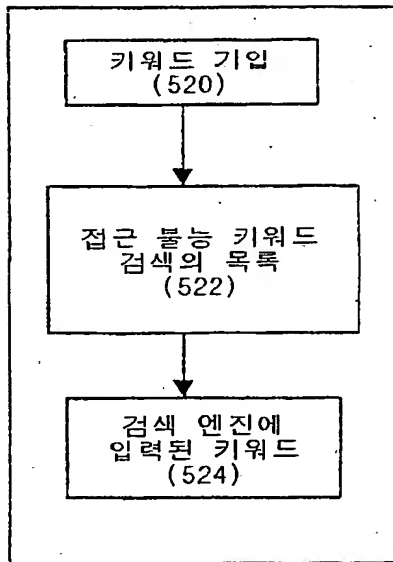 키워드 기입
(520)
접근 불능 키워드
검색의 목록
(522)
검색 엔진에
입력된 키워드
(524)